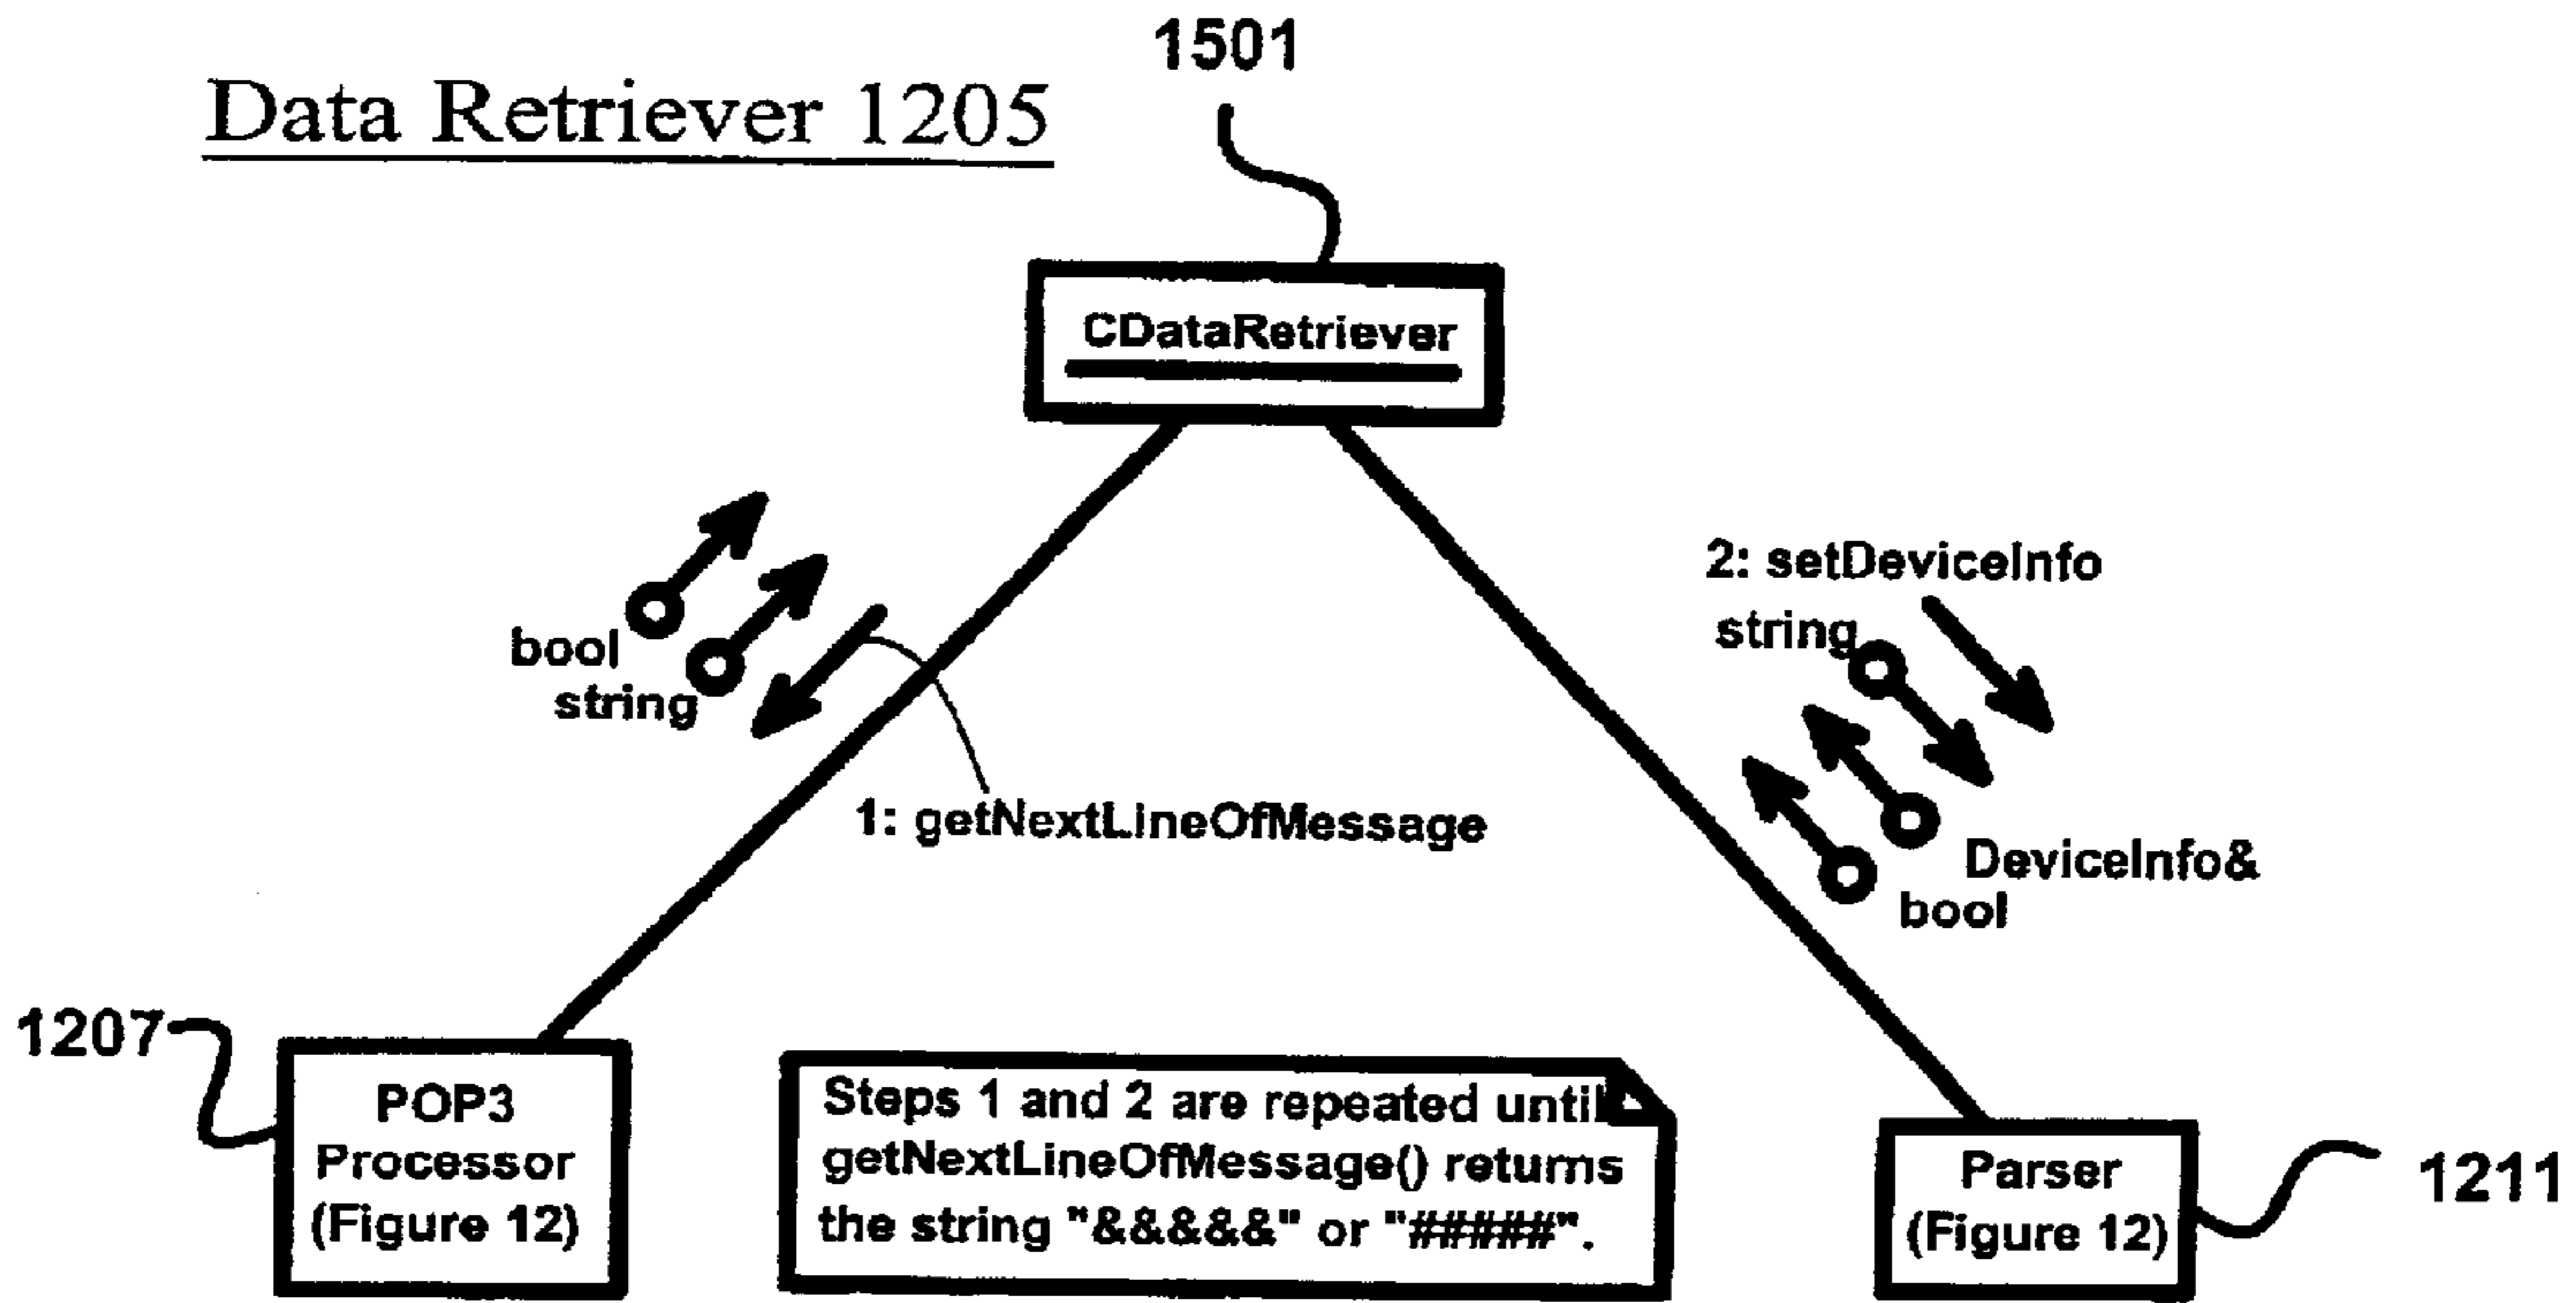 1501
Data Retriever 1205
CDataRetriever
2: setDeviceInfo
string
bool
string
1: getNextLineOfMessage
DeviceInfo&
bool
1207
POP3
Processor
(Figure 12)
Steps 1 and 2 are repeated until
getNextLineOfMessage() returns
the string "&&&&&" or "#####".
Parser
(Figure 12)
1211